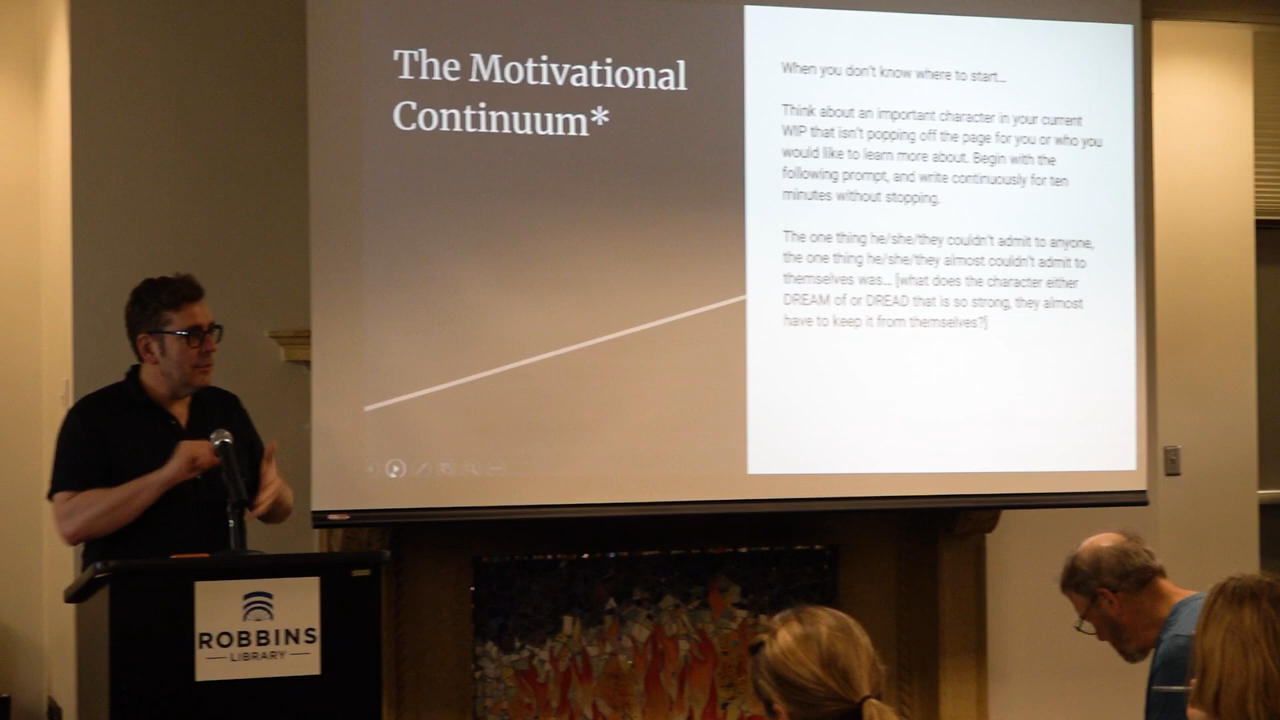 The Motivational
Continuum*
When you don't know where to start...
Think about an important character in your current
WIP that isn't popping off the page for you or who you
would like to learn more about. Begin with the
following prompt, and write continuously for ten
minutes without stopping.
The one thing he/she/they couldn't admit to anyone,
the one thing he/she/they almost couldn't admit to
themselves was... [what does the character either
DREAM of or DREAD that is so strong, they almost
have to keep it from themselves?]
ROBBINS
LIBRARY